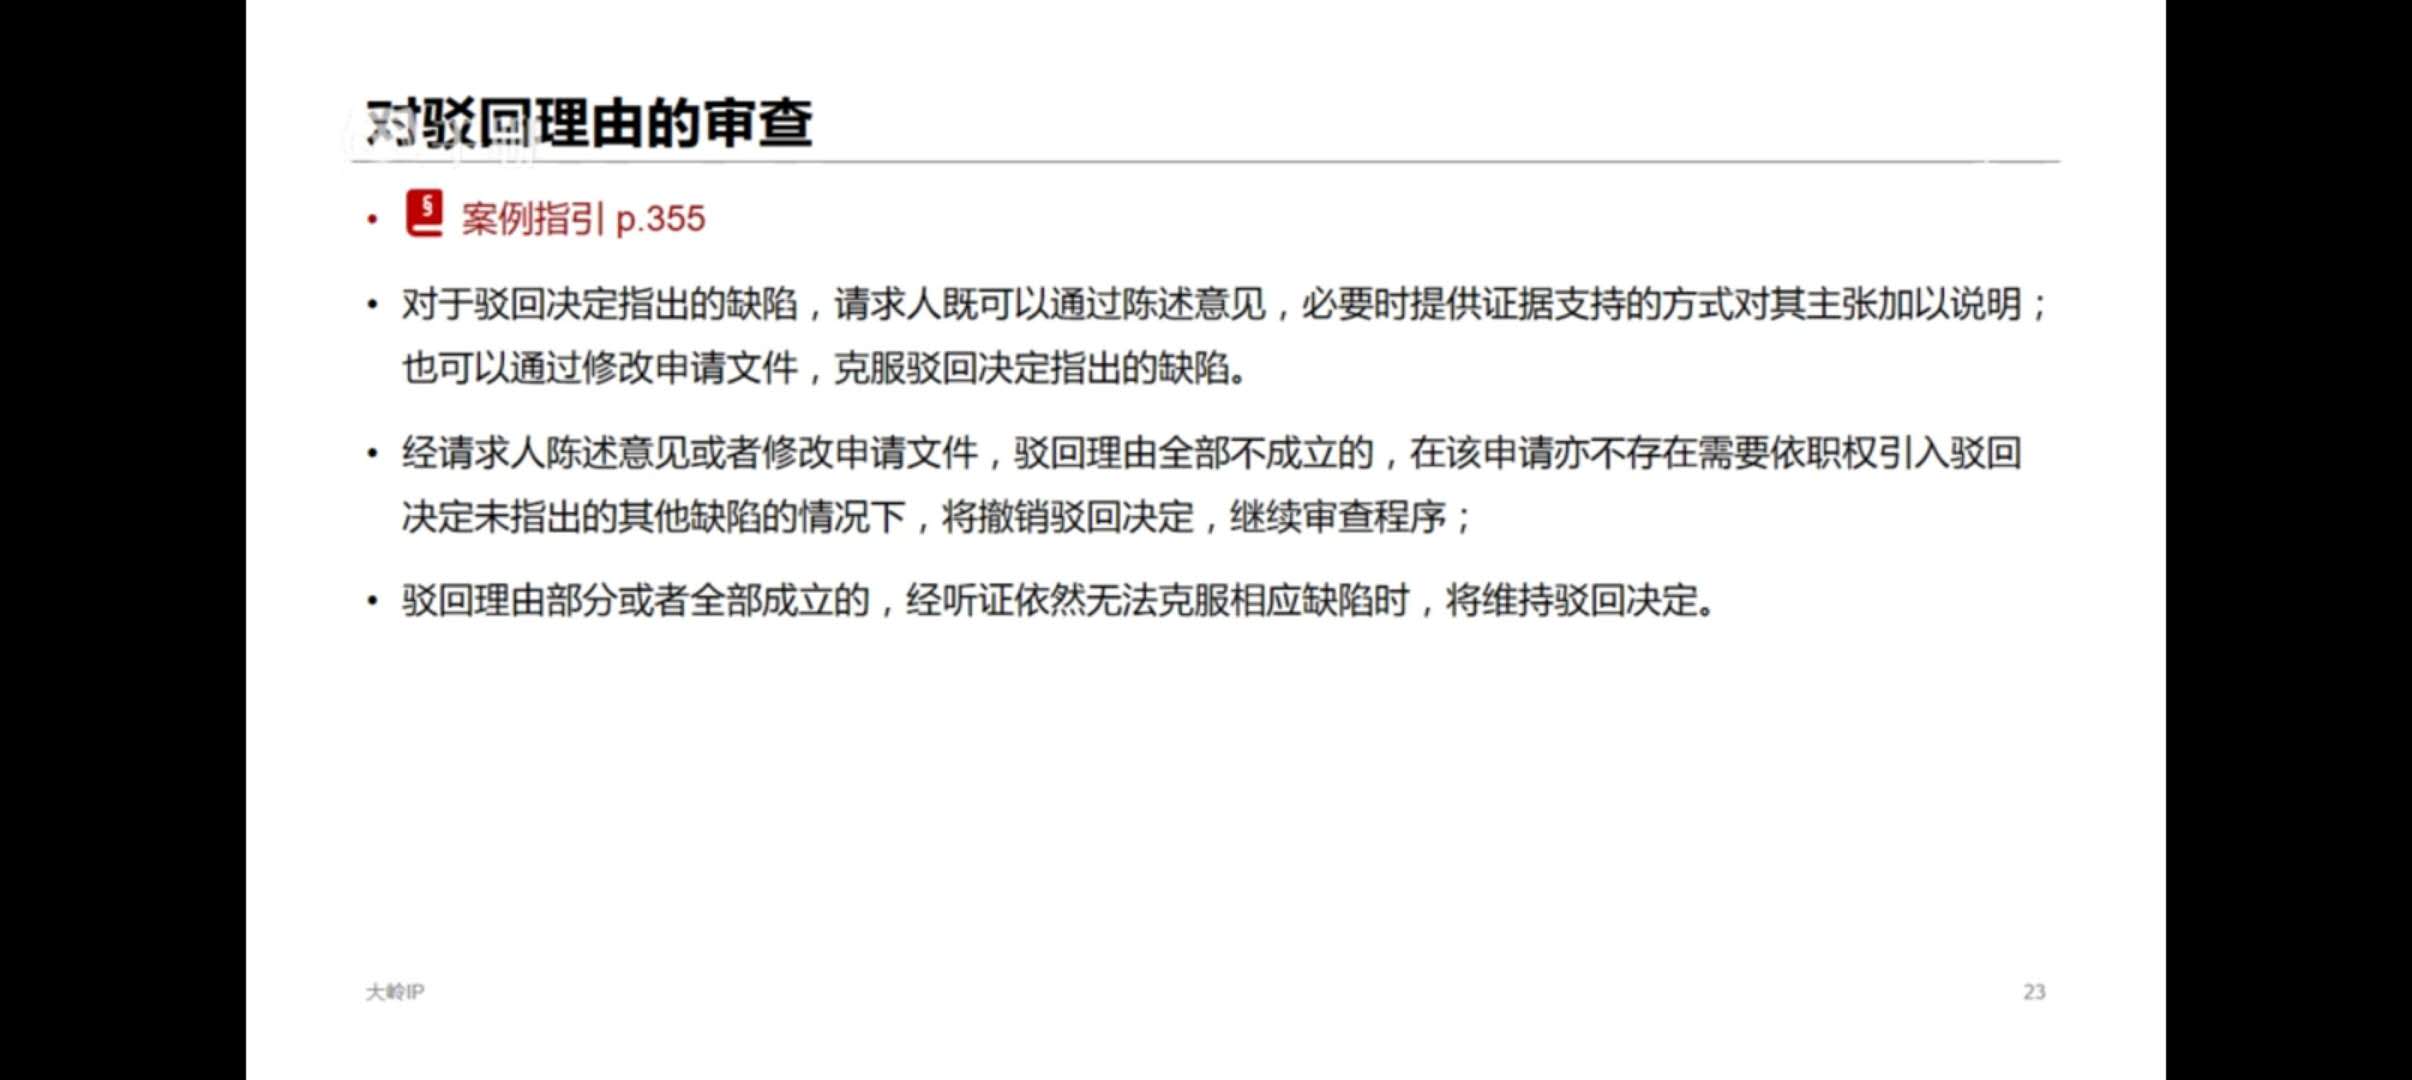 对驳回理由的审查
• § 案例指引 p.355
• 对于驳回决定指出的缺陷，请求人既可以通过陈述意见，必要时提供证据支持的方式对其主张加以说明；
也可以通过修改申请文件，克服驳回决定指出的缺陷。
• 经请求人陈述意见或者修改申请文件，驳回理由全部不成立的，在该申请亦不存在需要依职权引入驳回
决定未指出的其他缺陷的情况下，将撤销驳回决定，继续审查程序；
• 驳回理由部分或者全部成立的，经听证依然无法克服相应缺陷时，将维持驳回决定。
大岭IP
23